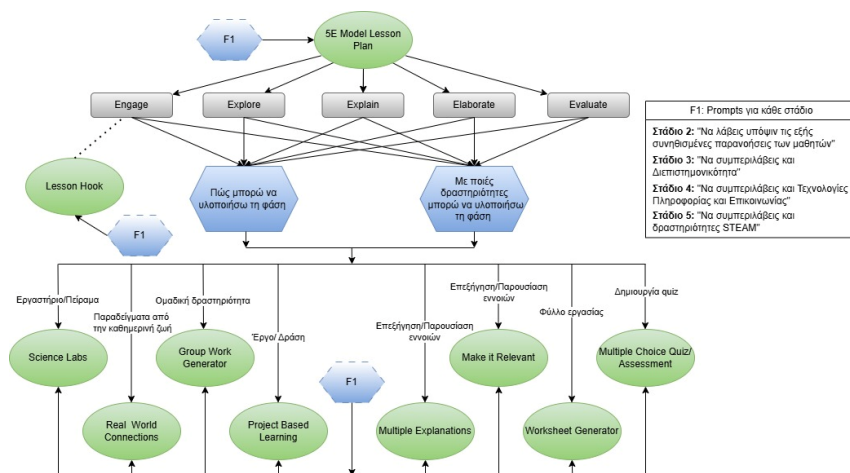 F1
5E Model Lesson
Plan
Engage
Explore
Explain
Elaborate
Evaluate
F1: Prompts για κάθε στάδιο
Στάδιο 2: "Να λάβεις υπόψιν τις εξής
συνηθισμένες παρανοήσεις των μαθητών"
Στάδιο 3: "Να συμπεριλάβεις και
Διεπιστημονικότητα"
Στάδιο 4: "Να συμπεριλάβεις και Τεχνολογίες
Πληροφορίας και Επικοινωνίας"
Στάδιο 5: "Να συμπεριλάβεις και
δραστηριότητες STEAM"
Lesson Hook
F1
Πώς μπορώ να
υλοποιήσω τη φάση
Με ποιές
δραστηριότητες
μπορώ να υλοποιήσω
τη φάση
Εργαστήριο/Πείραμα
Παραδείγματα από
την καθημερινή ζωή
Ομαδική δραστηριότητα
Έργο/ Δράση
Επεξήγηση/Παρουσίαση
εννοιών
Επεξήγηση/Παρουσίαση
εννοιών
Φύλλο εργασίας
Δημιουργία quiz
Science Labs
Group Work
Generator
F1
Make it Relevant
Multiple Choice Quiz/
Assessment
Real World
Connections
Project Based
Learning
Multiple Explanations
Worksheet Generator